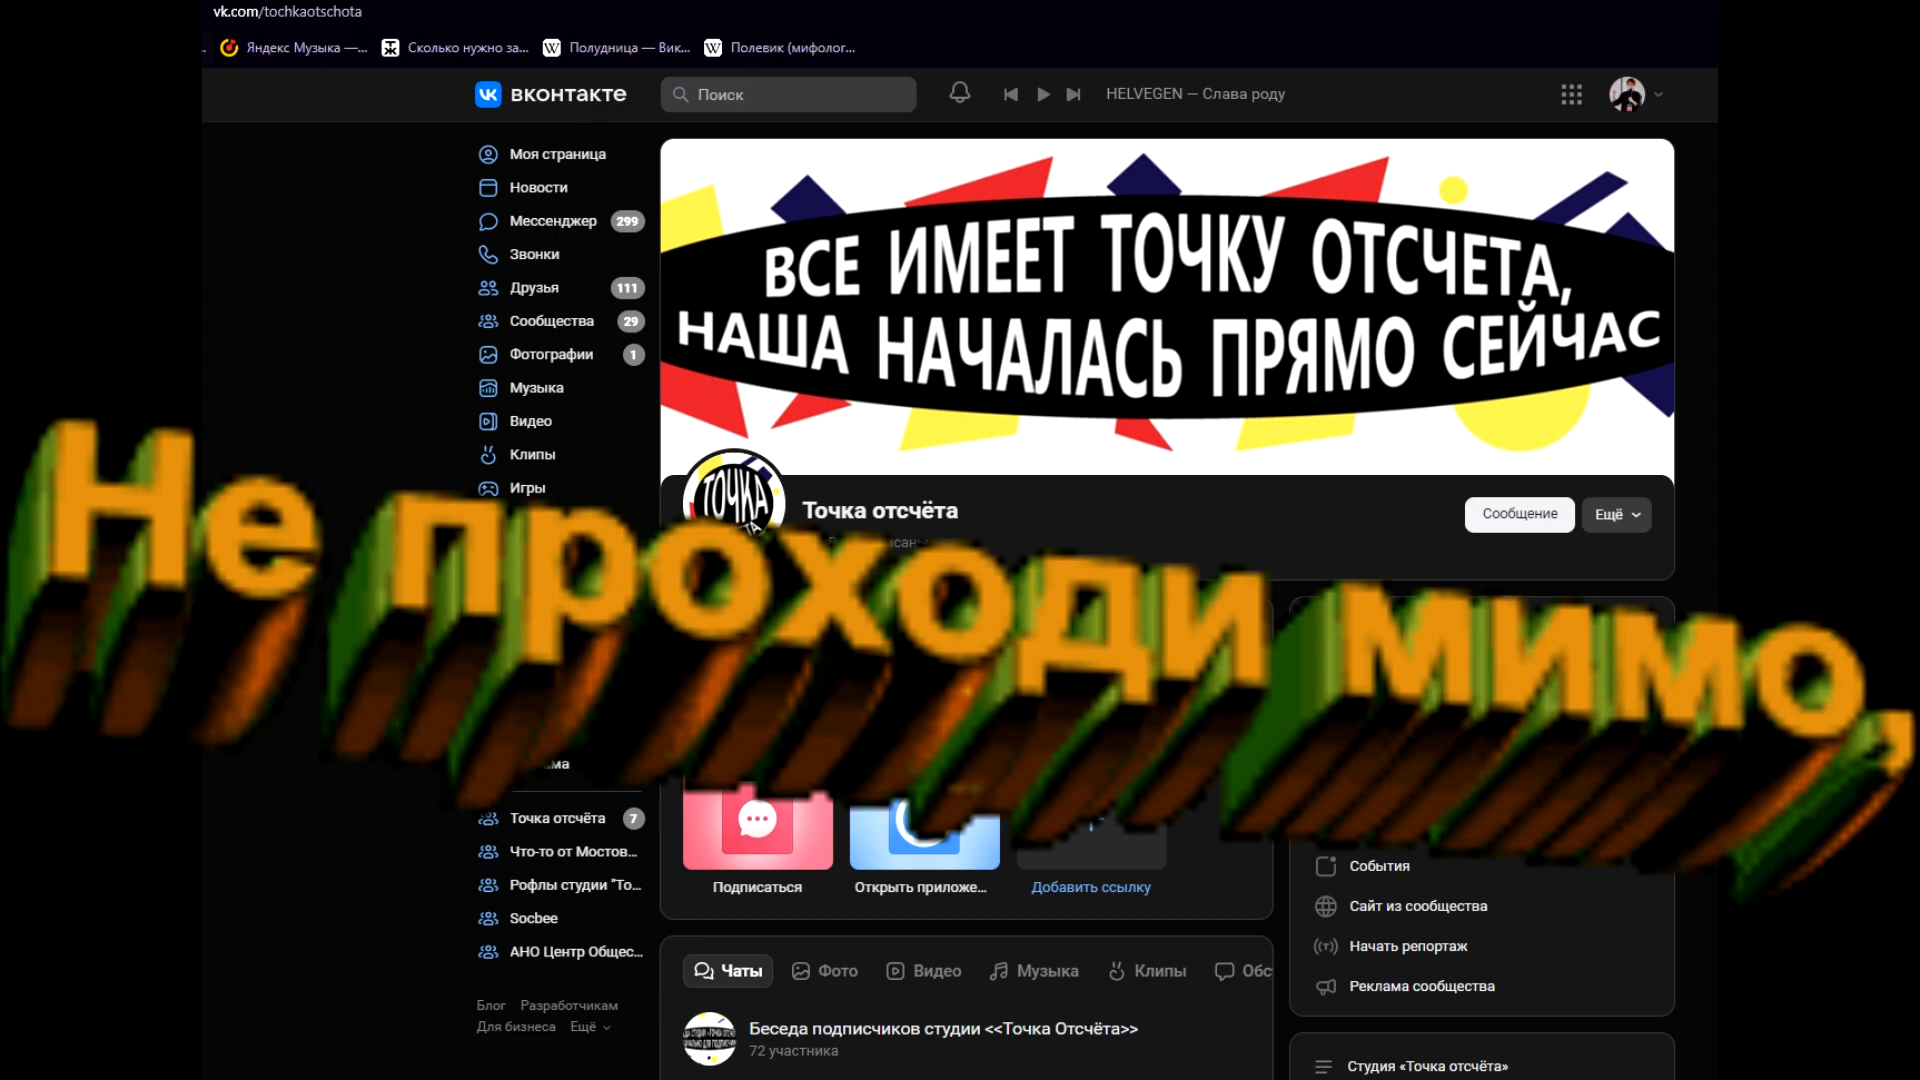 vk.com/tochkaotschota
Яндекс Музыка —...
Сколько нужно за...
Полудница — Вик...
Полевик (мифолог...
вконтакте
Поиск
HELVEGEN — Слава роду
Моя страница
Новости
Мессенджер 299
Звонки
Друзья 111
Сообщества 29
Фотографии 1
Музыка
Видео
Клипы
Игры
ВСЕ ИМЕЕТ ТОЧКУ ОТСЧЕТА,
НАША НАЧАЛАСЬ ПРЯМО СЕЙЧАС
ТОЧКА
Точка отсчёта
Сообщение
Ещё
Не проходи мимо,
Точка отсчёта 7
Что-то от Мостов...
Рофлы студии "То...
Socbee
АНО Центр Общес...
Блог Разработчикам
Для бизнеса Ещё
Подписаться
Открыть приложе...
Добавить ссылку
Чаты
Фото
Видео
Музыка
Клипы
Обс
Беседа подписчиков студии <<Точка Отсчёта>>
72 участника
События
Сайт из сообщества
Начать репортаж
Реклама сообщества
Студия «Точка отсчёта»